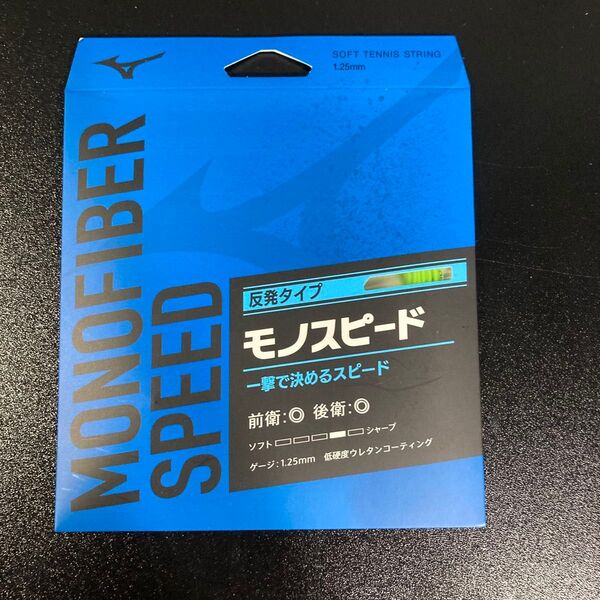 SOFT TENNIS STRING
1.25mm
MONOFIBER
SPEED
反発タイプ
モノスピード
一撃で決めるスピード
前衛:◎ 後衛:◎
ソフト シャープ
ゲージ:1.25mm 低硬度ウレタンコーティング